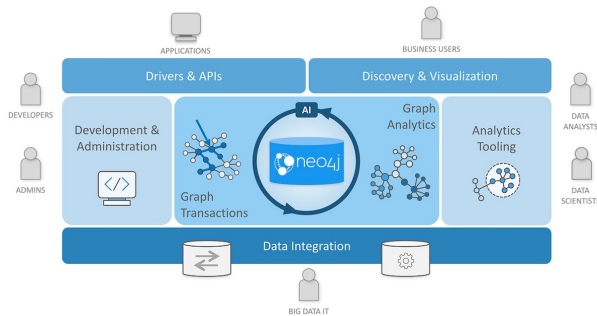 APPLICATIONS
BUSINESS USERS
Drivers & APIs
Discovery & Visualization
DEVELOPERS
ADMINS
Development &
Administration
</>
AI
neo4j
Graph
Transactions
Graph
Analytics
Analytics
Tooling
DATA
ANALYSTS
DATA
SCIENTISTS
Data Integration
BIG DATA IT